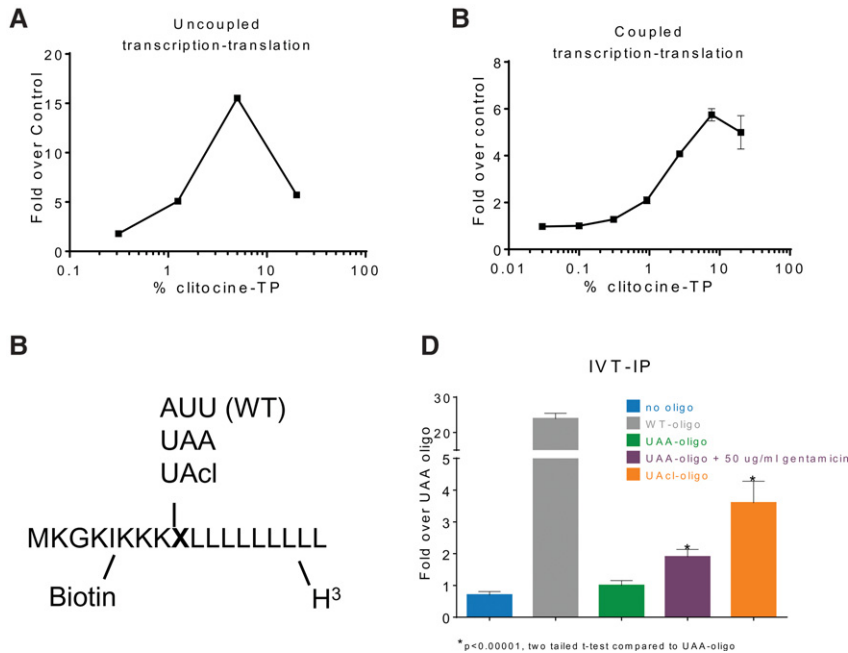 A
Uncoupled
transcription-translation
Fold over Control
20
15
10
5
0
0.1
1
10
100
% clitocine-TP
B
Coupled
transcription-translation
Fold over control
8
6
4
2
0
0.01
0.1
1
10
100
% clitocine-TP
B
AUU (WT)
UAA
UAcl
MKGKIKKKXLLLLLLLLL
Biotin
H3
D
IVT-IP
Fold over UAA oligo
30
20
5
4
3
2
1
0
no oligo
WT-oligo
UAA-oligo
UAA-oligo + 50 ug/ml gentamicin
UAcl-oligo
*
*
*p<0.00001, two tailed t-test compared to UAA-oligo